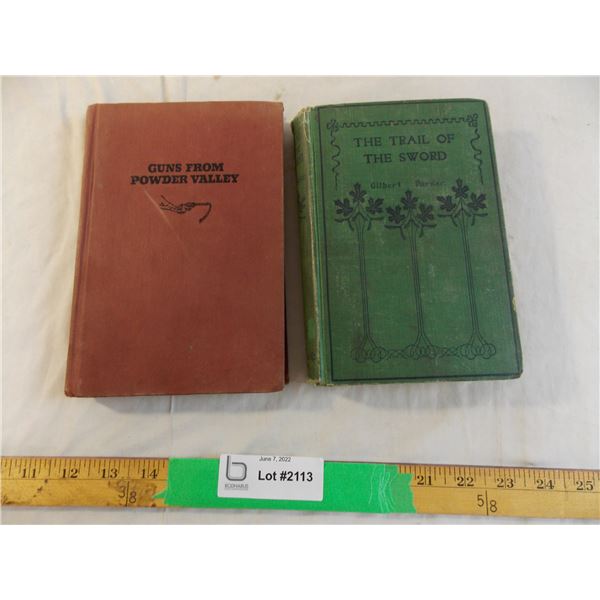 GUNS FROM
POWDER VALLEY
THE TRAIL OF
THE SWORD
Gilbert Parker
June 7, 2022
Lot #2113
11 12 13 14
3/8
21 22 23 24 25
5/8